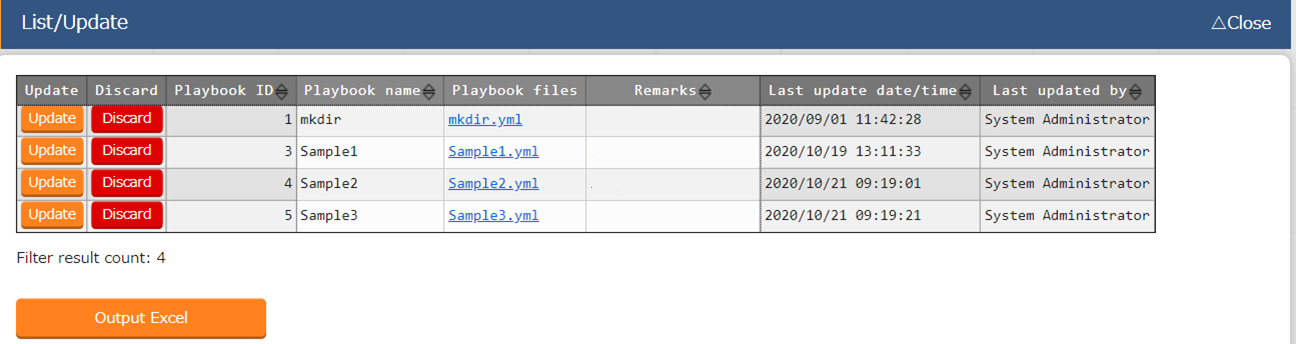 List/Update △Close
Update Discard Playbook ID Playbook name Playbook files Remarks Last update date/time Last updated by
Update Discard 1 mkdir mkdir.yml 2020/09/01 11:42:28 System Administrator
Update Discard 3 Sample1 Sample1.yml 2020/10/19 13:11:33 System Administrator
Update Discard 4 Sample2 Sample2.yml 2020/10/21 09:19:01 System Administrator
Update Discard 5 Sample3 Sample3.yml 2020/10/21 09:19:21 System Administrator
Filter result count: 4
Output Excel